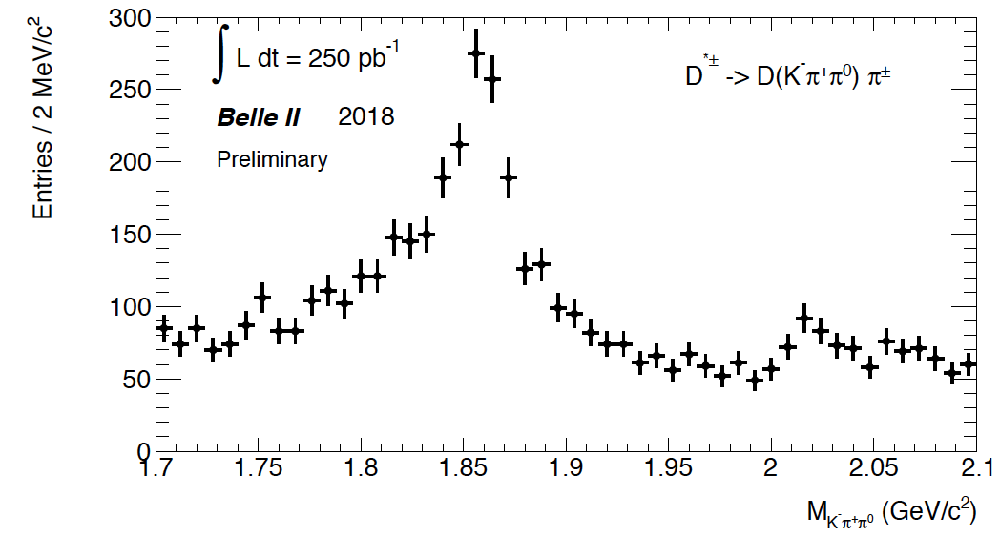 300
250
200
150
100
50
0
Entries / 2 MeV/c²
∫ L dt = 250 pb⁻¹
Belle II 2018
Preliminary
D*± -> D(K⁻π⁺π⁰) π±
1.7 1.75 1.8 1.85 1.9 1.95 2 2.05 2.1
M_K⁻π⁺π⁰ (GeV/c²)